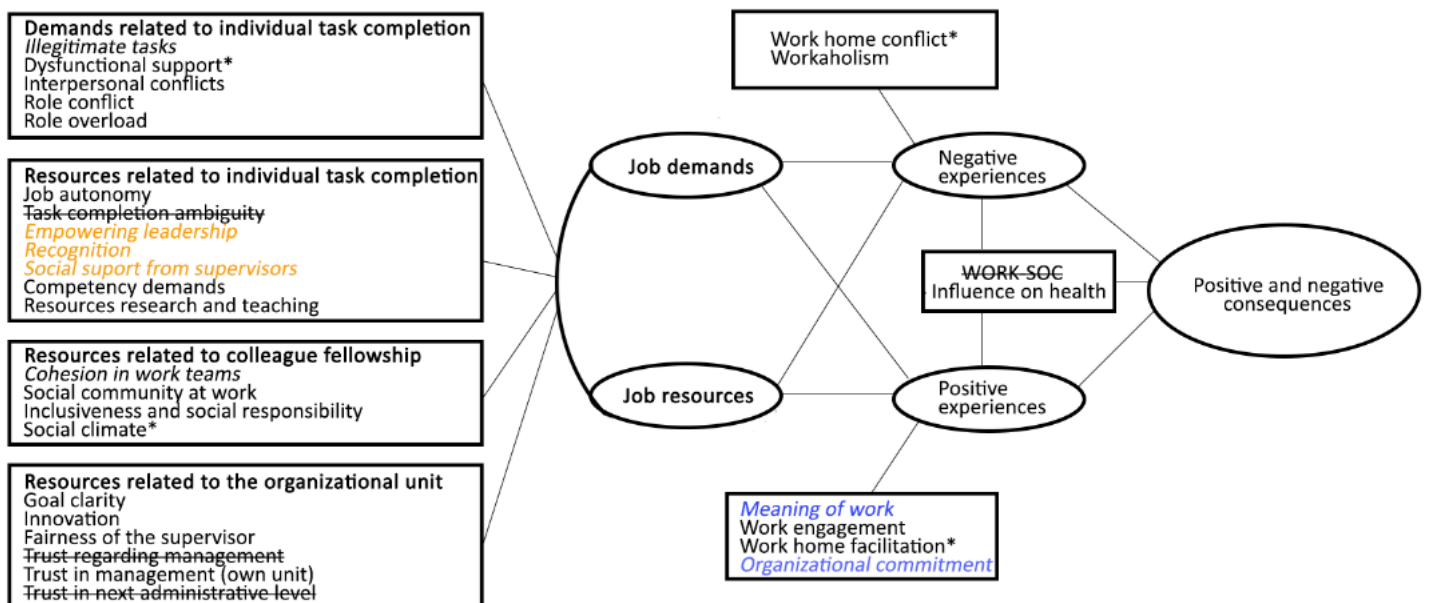 Demands related to individual task completion
Illegitimate tasks
Dysfunctional support*
Interpersonal conflicts
Role conflict
Role overload
Resources related to individual task completion
Job autonomy
Task completion ambiguity
Empowering leadership
Recognition
Social suport from supervisors
Competency demands
Resources research and teaching
Resources related to colleague fellowship
Cohesion in work teams
Social community at work
Inclusiveness and social responsibility
Social climate*
Resources related to the organizational unit
Goal clarity
Innovation
Fairness of the supervisor
Trust regarding management
Trust in management (own unit)
Trust in next administrative level
Job demands
Job resources
Work home conflict*
Workaholism
Negative
experiences
WORK-SOC
Influence on health
Positive
experiences
Meaning of work
Work engagement
Work home facilitation*
Organizational commitment
Positive and negative
consequences